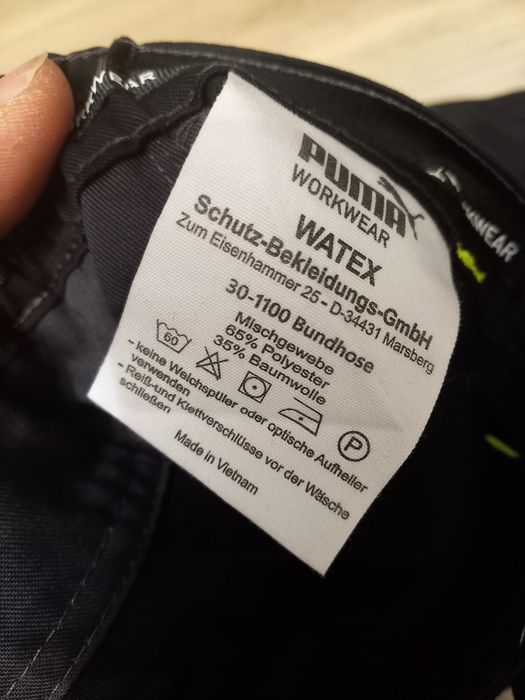 PUMA
WORKWEAR
WATEX
Schutz-Bekleidungs-GmbH
Zum Eisenhammer 25 - D-34431 Marsberg
30-1100 Bundhose
Mischgewebe
65% Polyester
35% Baumwolle
60
P
- keine Weichspüler oder optische Aufheller
verwenden
- Reiß-und Klettverschlüsse vor der Wäsche
schließen
Made in Vietnam